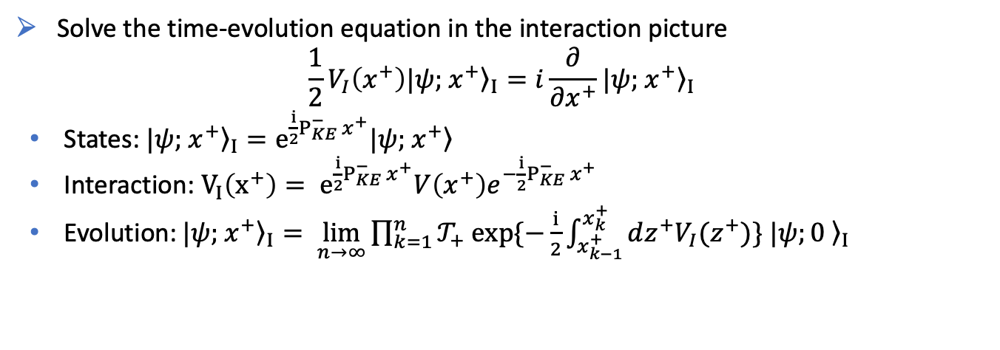 ➢ Solve the time-evolution equation in the interaction picture
$\frac{1}{2}V_I(x^+)|\psi; x^+\rangle_{\mathrm{I}} = i\frac{\partial}{\partial x^+}|\psi; x^+\rangle_{\mathrm{I}}$
• States: $|\psi; x^+\rangle_{\mathrm{I}} = \mathrm{e}^{\frac{\mathrm{i}}{2}\mathrm{P}^-_{KE}\, x^+}|\psi; x^+\rangle$
• Interaction: $\mathrm{V_I(x^+)} = \mathrm{e}^{\frac{\mathrm{i}}{2}\mathrm{P}^-_{KE}\, x^+} V(x^+) e^{-\frac{\mathrm{i}}{2}\mathrm{P}^-_{KE}\, x^+}$
• Evolution: $|\psi; x^+\rangle_{\mathrm{I}} = \lim_{n\to\infty} \prod_{k=1}^{n} \mathcal{T}_+ \exp\{-\frac{\mathrm{i}}{2}\int_{x^+_{k-1}}^{x^+_k} dz^+ V_I(z^+)\}\, |\psi; 0\,\rangle_{\mathrm{I}}$